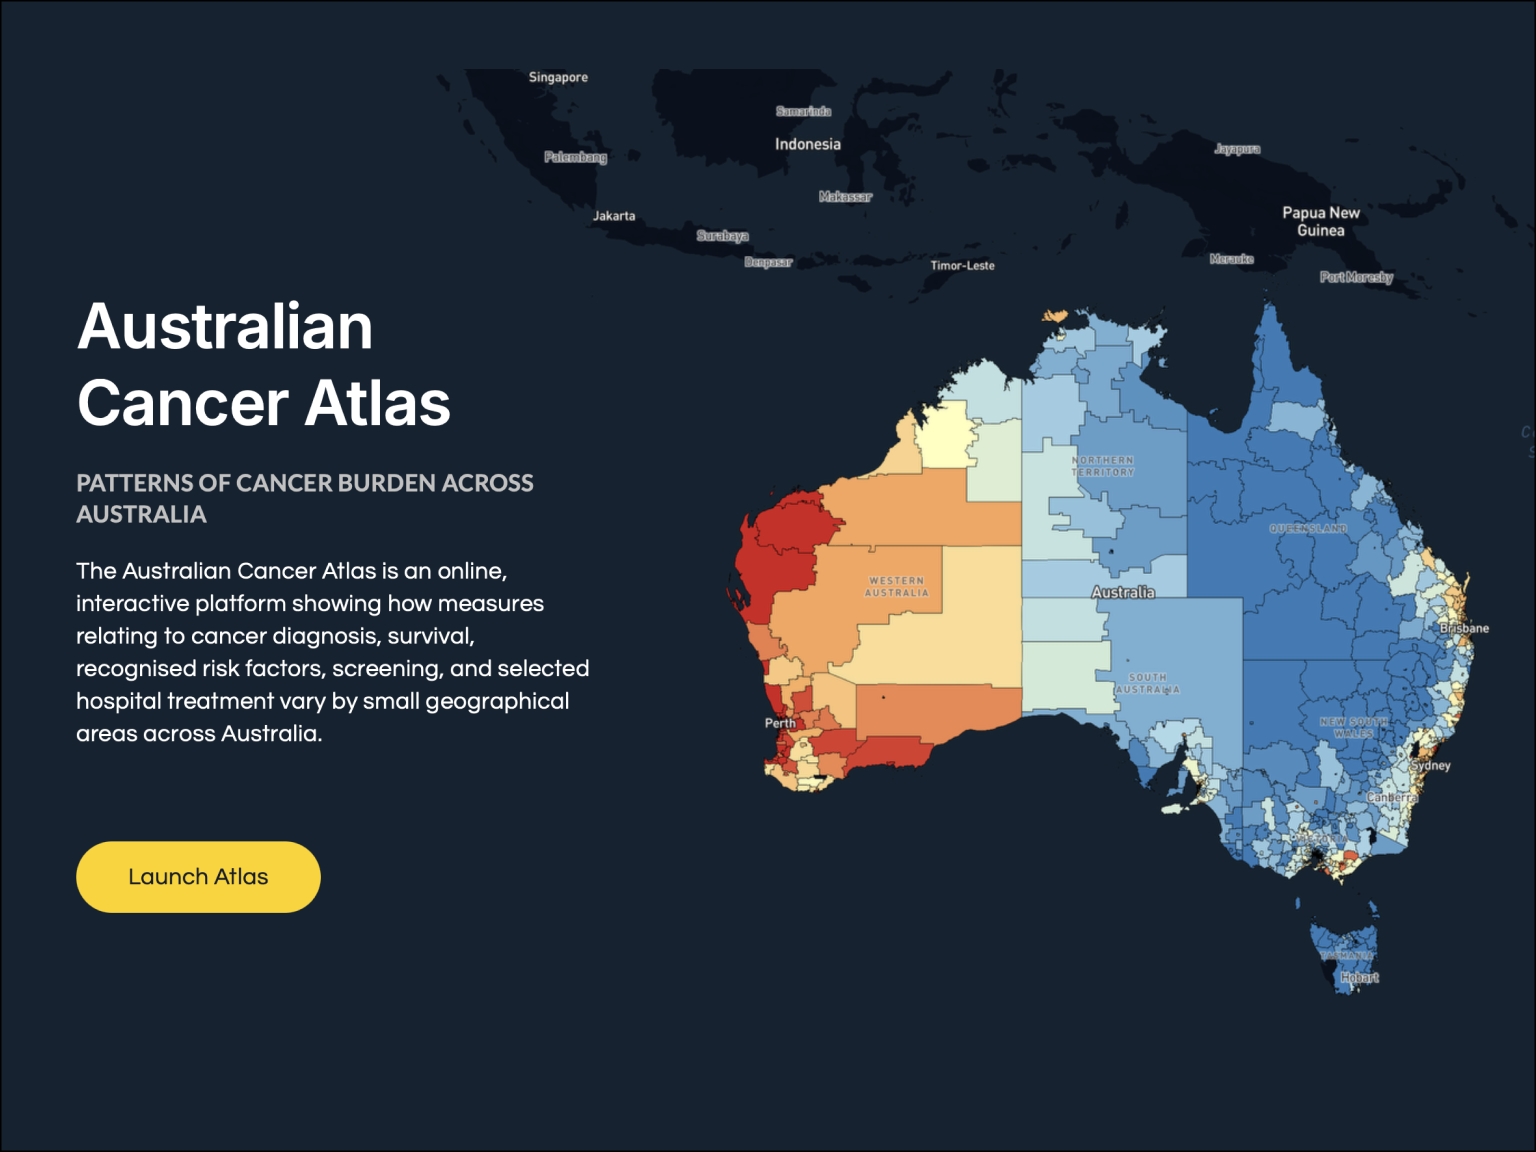 Singapore
Samarinda
Indonesia
Palembang
Jayapura
Makassar
Jakarta
Papua New
Guinea
Surabaya
Denpasar
Timor-Leste
Merauke
Port Moresby
Australian
Cancer Atlas
PATTERNS OF CANCER BURDEN ACROSS
AUSTRALIA
The Australian Cancer Atlas is an online,
interactive platform showing how measures
relating to cancer diagnosis, survival,
recognised risk factors, screening, and selected
hospital treatment vary by small geographical
areas across Australia.
Launch Atlas
NORTHERN
TERRITORY
QUEENSLAND
WESTERN
AUSTRALIA
Australia
Brisbane
SOUTH
AUSTRALIA
Perth
NEW SOUTH
WALES
Sydney
Canberra
VICTORIA
TASMANIA
Hobart